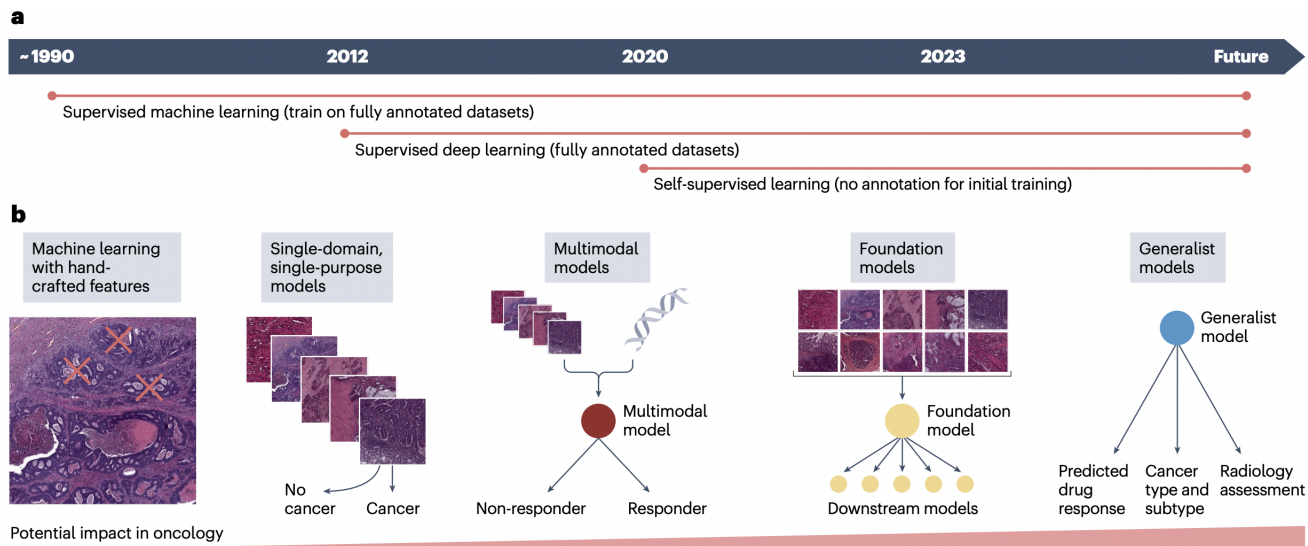 a
~1990
2012
2020
2023
Future
Supervised machine learning (train on fully annotated datasets)
Supervised deep learning (fully annotated datasets)
Self-supervised learning (no annotation for initial training)
b
Machine learning
with hand-
crafted features
Single-domain,
single-purpose
models
Multimodal
models
Foundation
models
Generalist
models
Generalist
model
Multimodal
model
Foundation
model
No
cancer
Cancer
Non-responder
Responder
Downstream models
Predicted
drug
response
Cancer
type and
subtype
Radiology
assessment
Potential impact in oncology